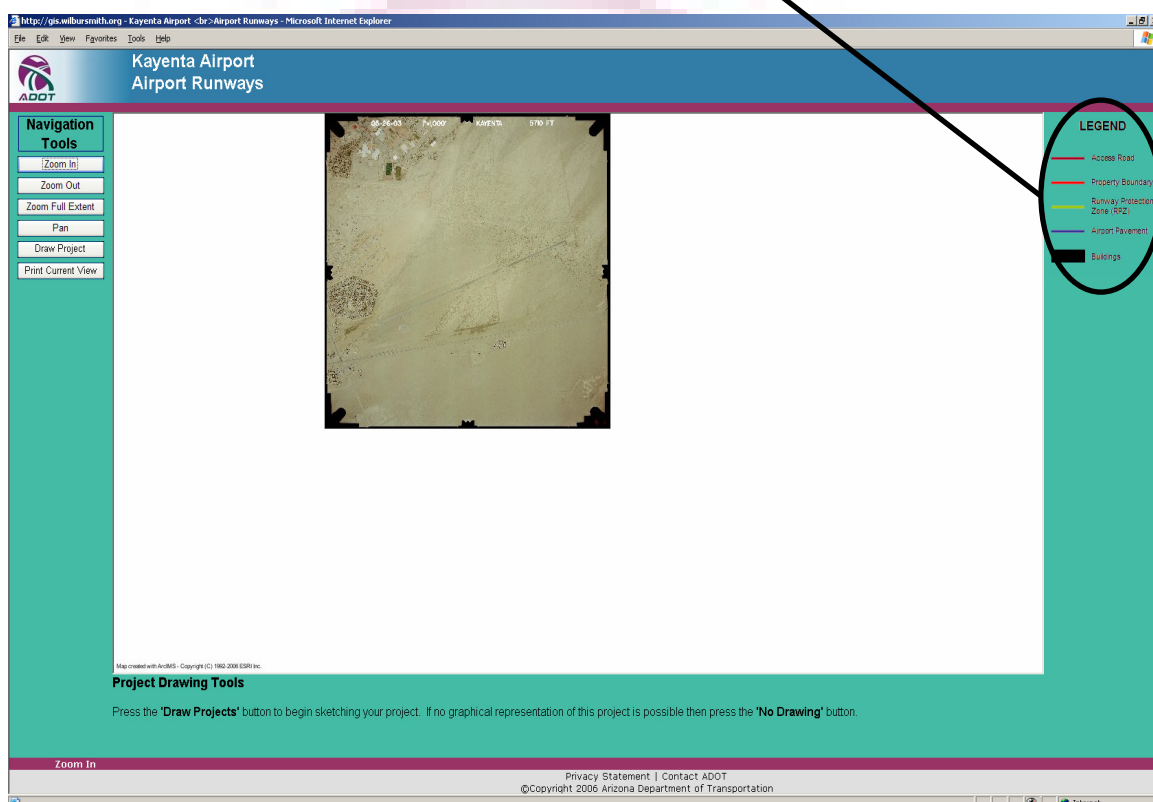 http://gis.wilbursmith.org - Kayenta Airport <br>Airport Runways - Microsoft Internet Explorer
File Edit View Favorites Tools Help
ADOT
Kayenta Airport
Airport Runways
Navigation
Tools
Zoom In
Zoom Out
Zoom Full Extent
Pan
Draw Project
Print Current View
KAYENTA 5710 FT
LEGEND
Access Road
Property Boundary
Runway Protection
Zone (RPZ)
Airport Pavement
Buildings
Map created with ArcIMS - Copyright (C) 1992-2006 ESRI Inc.
Project Drawing Tools
Press the 'Draw Projects' button to begin sketching your project. If no graphical representation of this project is possible then press the 'No Drawing' button.
Zoom In
Privacy Statement | Contact ADOT
©Copyright 2006 Arizona Department of Transportation
Internet